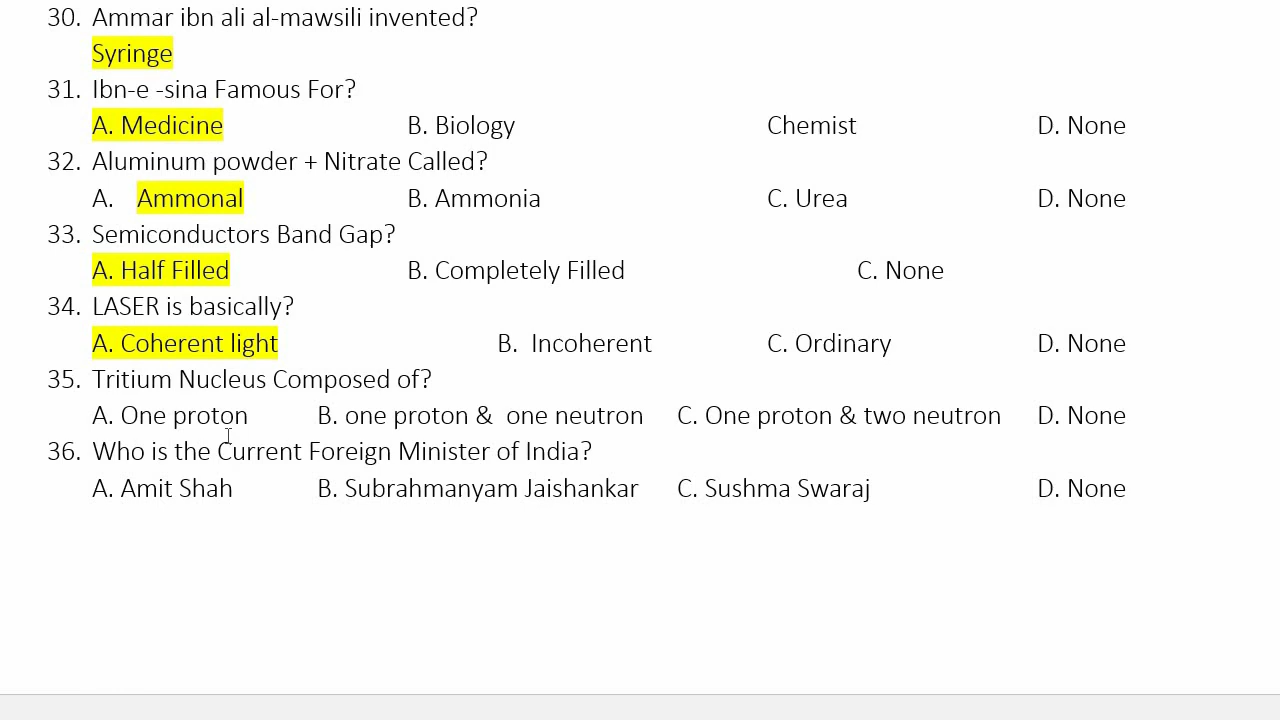 30. Ammar ibn ali al-mawsili invented?
Syringe
31. Ibn-e -sina Famous For?
A. Medicine B. Biology Chemist D. None
32. Aluminum powder + Nitrate Called?
A. Ammonal B. Ammonia C. Urea D. None
33. Semiconductors Band Gap?
A. Half Filled B. Completely Filled C. None
34. LASER is basically?
A. Coherent light B. Incoherent C. Ordinary D. None
35. Tritium Nucleus Composed of?
A. One proton B. one proton & one neutron C. One proton & two neutron D. None
36. Who is the Current Foreign Minister of India?
A. Amit Shah B. Subrahmanyam Jaishankar C. Sushma Swaraj D. None